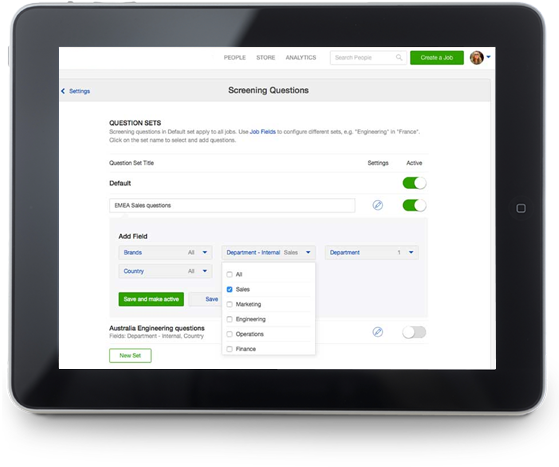 PEOPLE STORE ANALYTICS Search People Create a Job
Settings Screening Questions
QUESTION SETS
Screening questions in Default set apply to all jobs. Use Job Fields to configure different sets, e.g. "Engineering" in "France".
Click on the set name to select and add questions.
Question Set Title Settings Active
Default
EMEA Sales questions
Add Field
Brands All Department - Internal Sales Department 1
Country All
All
Sales
Marketing
Engineering
Operations
Finance
Save and make active Save
Australia Engineering questions
Fields: Department - Internal, Country
New Set